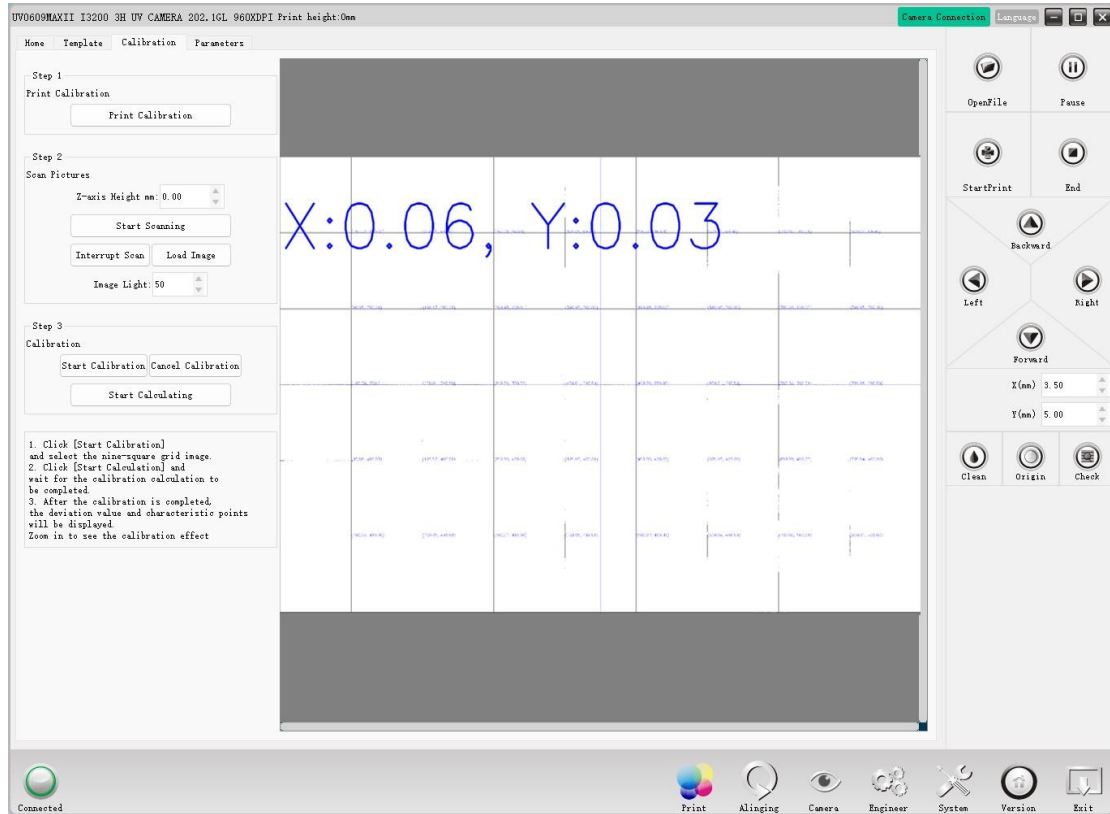 UV0609MAXII I3200 3H UV CAMERA 202.1GL 960XDPI Print height:0mm
Camera Connection
Language
Home Template Calibration Parameters
Step 1
Print Calibration
Print Calibration
Step 2
Scan Pictures
Z-axis Height mm: 0.00
Start Scanning
Interrupt Scan
Load Image
Image Light: 50
Step 3
Calibration
Start Calibration
Cancel Calibration
Start Calculating
1. Click [Start Calibration]
and select the nine-square grid image.
2. Click [Start Calculation] and
wait for the calibration calculation to
be completed.
3. After the calibration is completed,
the deviation value and characteristic points
will be displayed.
Zoom in to see the calibration effect
X:0.06, Y:0.03
OpenFile
Pause
StartPrint
End
Backward
Left
Right
Forward
X(mm) 3.50
Y(mm) 5.00
Clean
Origin
Check
Connected
Print
Alinging
Camera
Engineer
System
Version
Exit